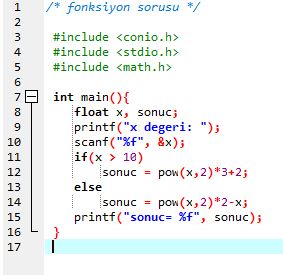 1 /* fonksiyon sorusu */
2
3 #include <conio.h>
4 #include <stdio.h>
5 #include <math.h>
6
7 int main(){
8 float x, sonuc;
9 printf("x degeri: ");
10 scanf("%f", &x);
11 if(x > 10)
12 sonuc = pow(x,2)*3+2;
13 else
14 sonuc = pow(x,2)*2-x;
15 printf("sonuc= %f", sonuc);
16 }
17